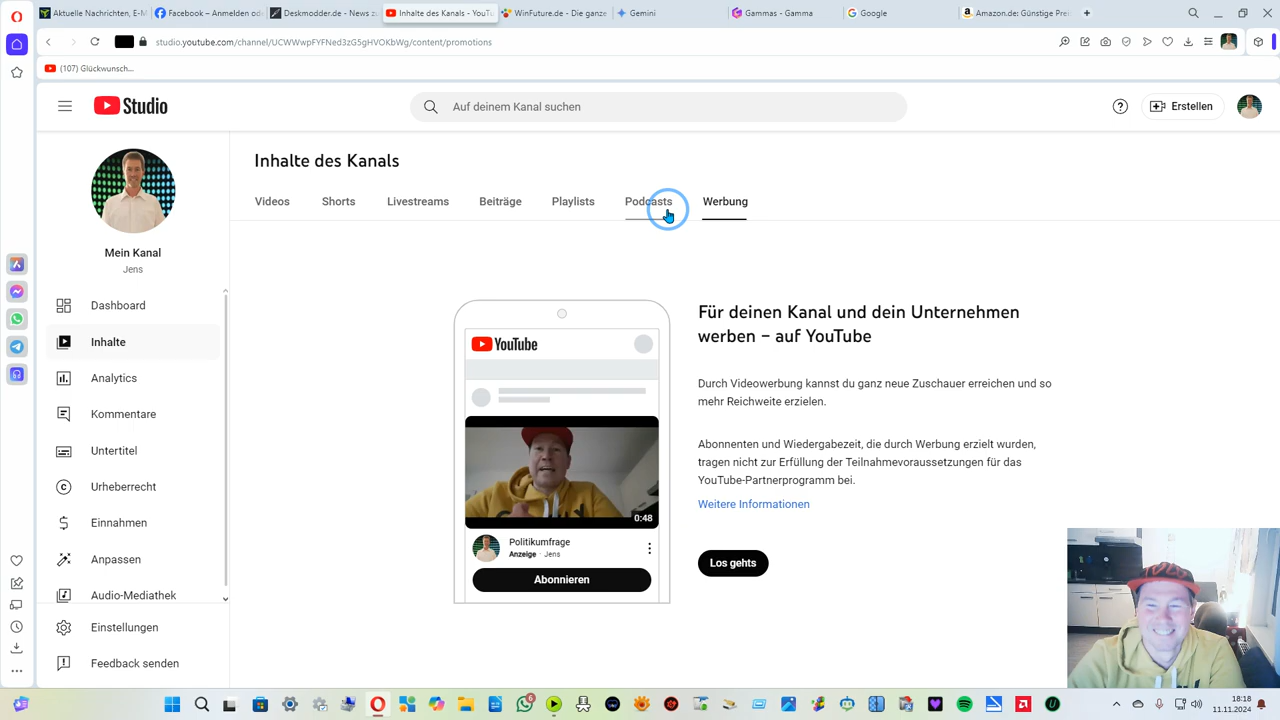 Aktuelle Nachrichten, E-M
Facebook – Anmelden od
Deskmodder.de - News z
Inhalte des Kanals - YouTu
WinFuture.de - Die ganz
Gemini
Gammas - Gamma
Google
Amazon.de: Günstige Prei
studio.youtube.com/channel/UCWWwpFYFNed3zG5gHVOKbWg/content/promotions
(107) Glückwunsch...
Studio
Auf deinem Kanal suchen
Erstellen
Inhalte des Kanals
Videos
Shorts
Livestreams
Beiträge
Playlists
Podcasts
Werbung
Mein Kanal
Jens
Dashboard
Inhalte
Analytics
Kommentare
Untertitel
Urheberrecht
Einnahmen
Anpassen
Audio-Mediathek
Einstellungen
Feedback senden
YouTube
0:48
Politikumfrage
Anzeige · Jens
Abonnieren
Für deinen Kanal und dein Unternehmen
werben – auf YouTube
Durch Videowerbung kannst du ganz neue Zuschauer erreichen und so
mehr Reichweite erzielen.
Abonnenten und Wiedergabezeit, die durch Werbung erzielt wurden,
tragen nicht zur Erfüllung der Teilnahmevoraussetzungen für das
YouTube-Partnerprogramm bei.
Weitere Informationen
Los gehts
6
18:18
11.11.2024